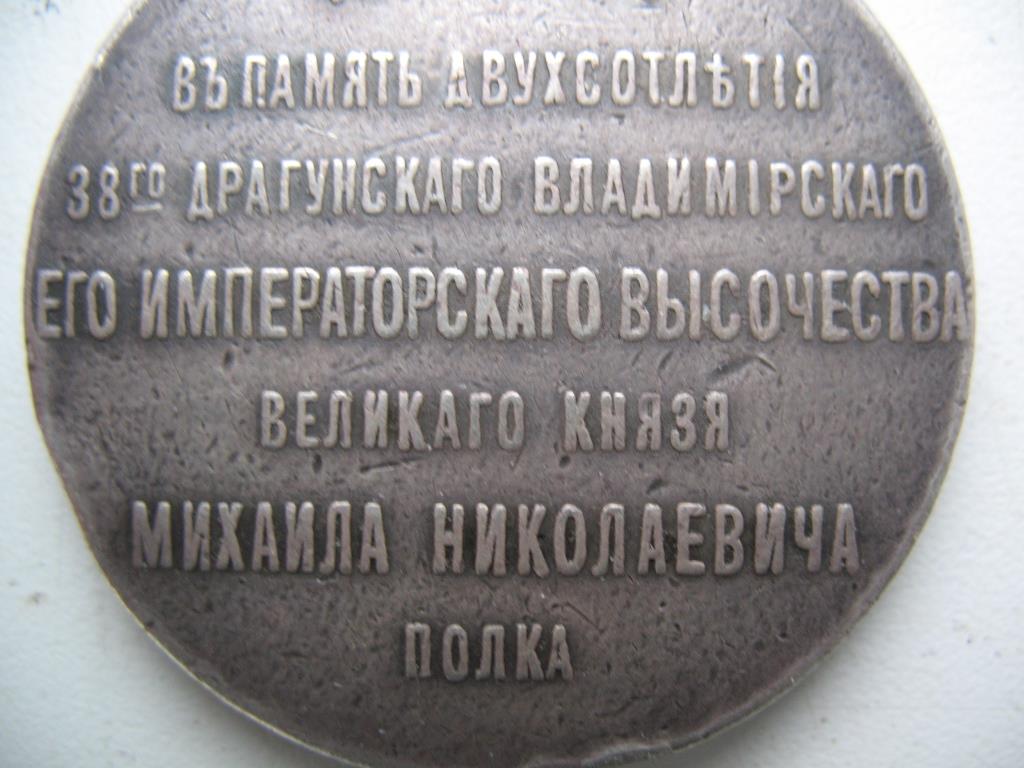 ВЪ ПАМЯТЬ ДВУХСОТЛѢТІЯ
38ГО ДРАГУНСКАГО ВЛАДИМІРСКАГО
ЕГО ИМПЕРАТОРСКАГО ВЫСОЧЕСТВА
ВЕЛИКАГО КНЯЗЯ
МИХАИЛА НИКОЛАЕВИЧА
ПОЛКА